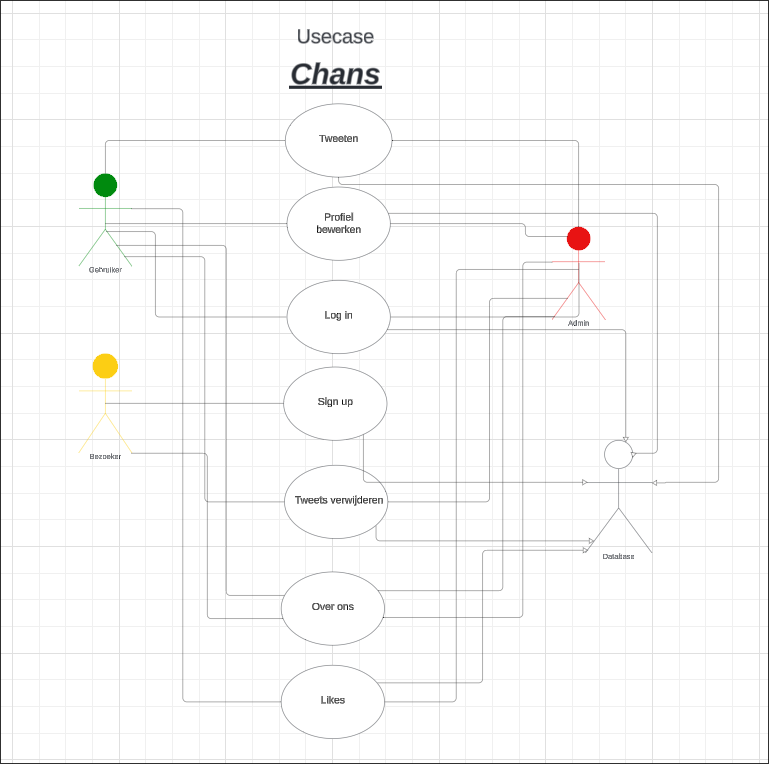 Usecase
Chans
Tweeten
Profiel
bewerken
Gebruiker
Log in
Admin
Sign up
Bezoeker
Tweets verwijderen
Database
Over ons
Likes